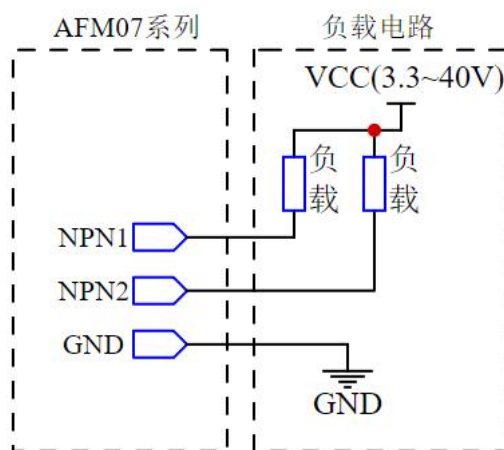 AFM07系列
负载电路
VCC(3.3~40V)
负载
负载
NPN1
NPN2
GND
GND